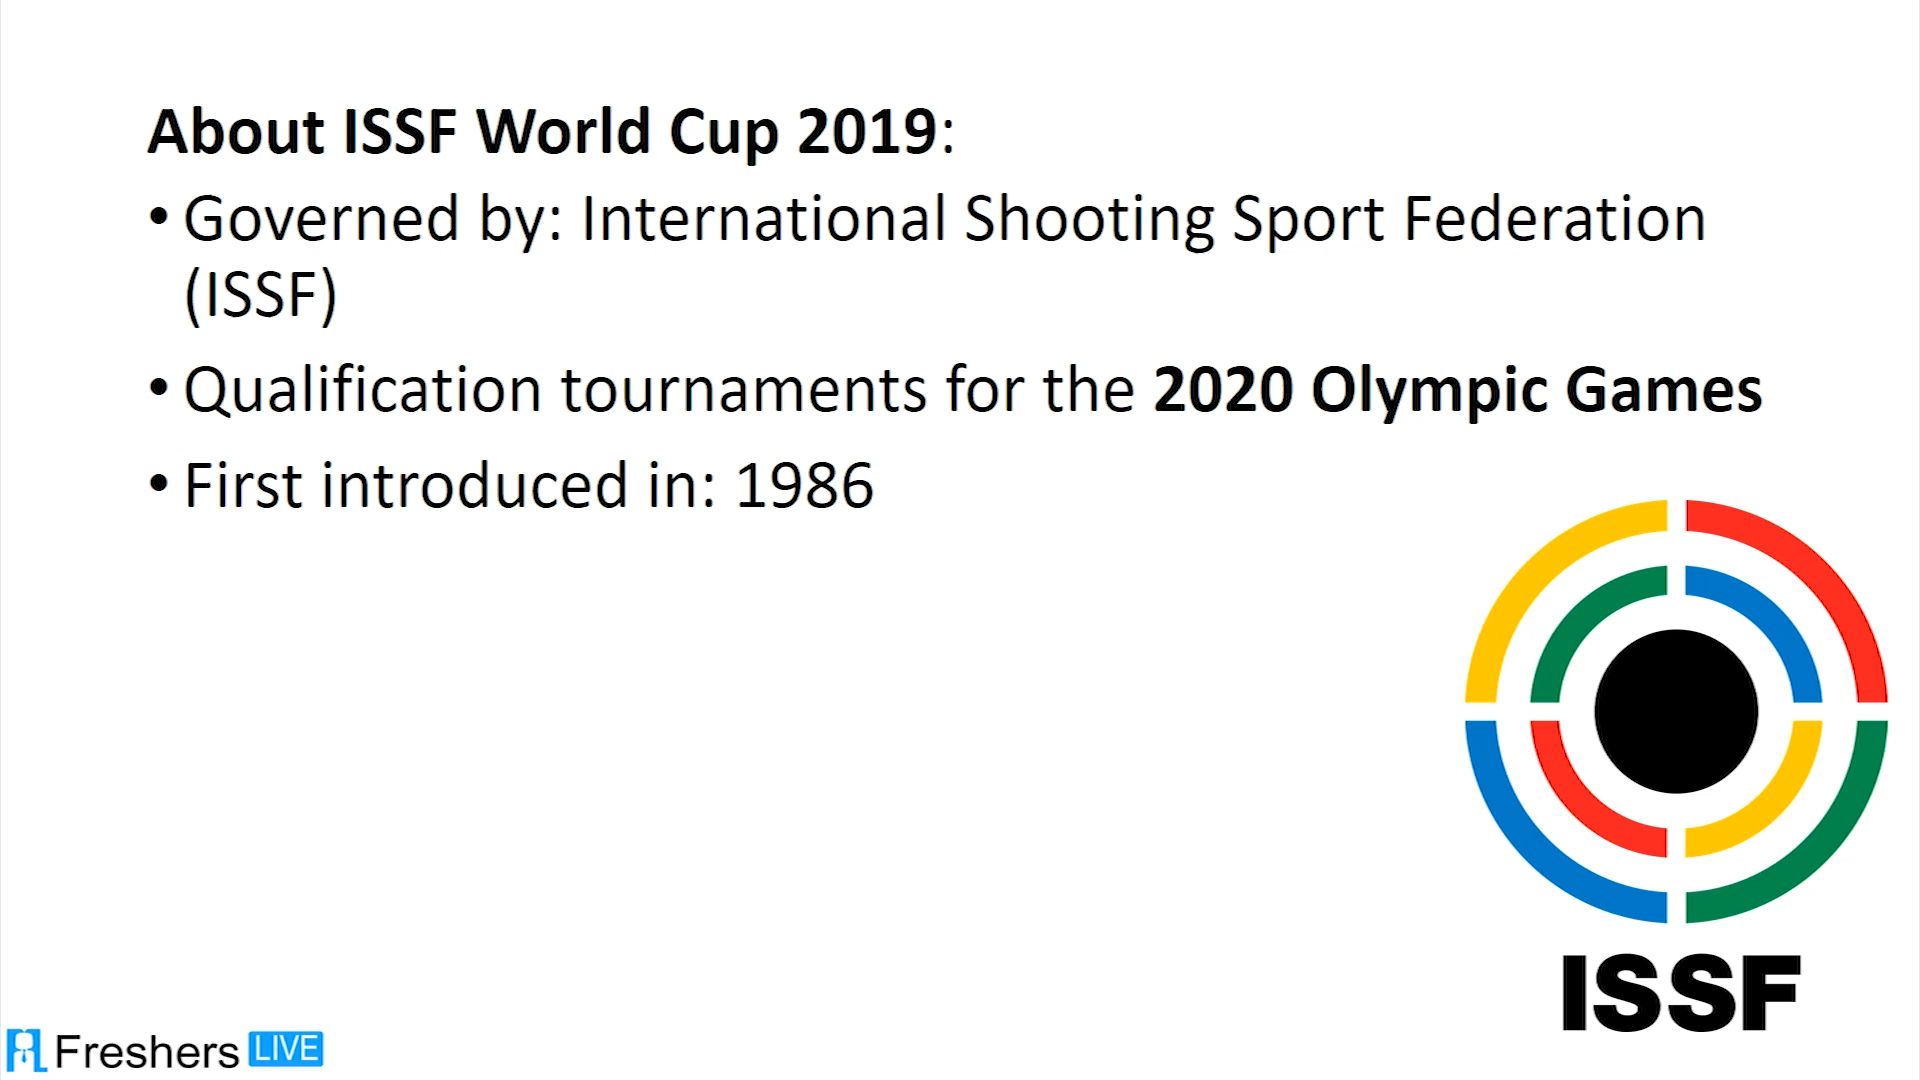 About ISSF World Cup 2019:
• Governed by: International Shooting Sport Federation
(ISSF)
• Qualification tournaments for the 2020 Olympic Games
• First introduced in: 1986
ISSF
Freshers LIVE